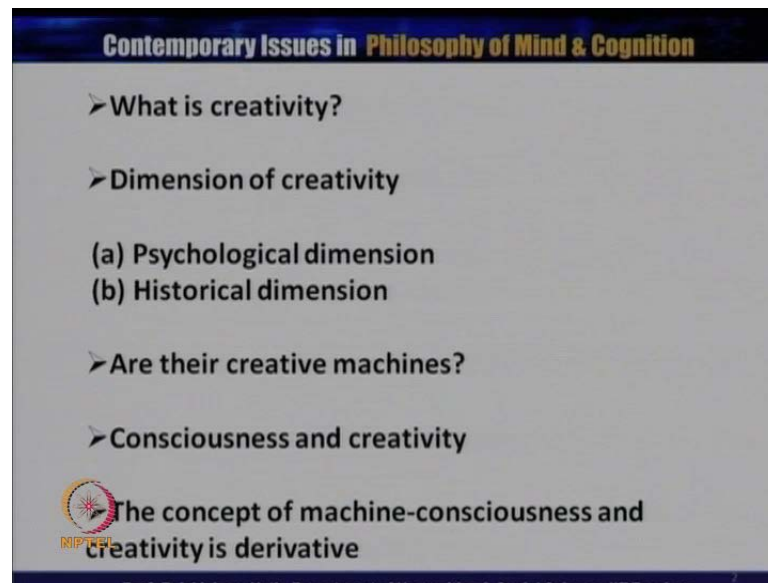 Contemporary Issues in Philosophy of Mind & Cognition
➢What is creativity?
➢Dimension of creativity
(a) Psychological dimension
(b) Historical dimension
➢Are their creative machines?
➢Consciousness and creativity
➢The concept of machine-consciousness and
creativity is derivative
NPTEL
2